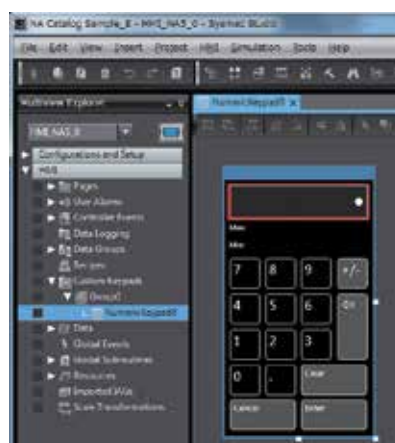 NA Catalog Sample_8 - HMI_NA5_0 - Sysmac Studio
File Edit View Insert Project HMI Simulation Tools Help
Multiview Explorer
NumericKeypad0 x
HMI_NA5_0
Configurations and Setup
HMI
Pages
User Alarms
Controller Events
Data Logging
Data Groups
Recipes
Custom Keypads
Group0
NumericKeypad0
Data
Global Events
Global Subroutines
Resources
Imported IAGs
Scale Transformations
Max:
Min:
7 8 9 +/-
4 5 6
1 2 3
0 . Clear
Cancel Enter